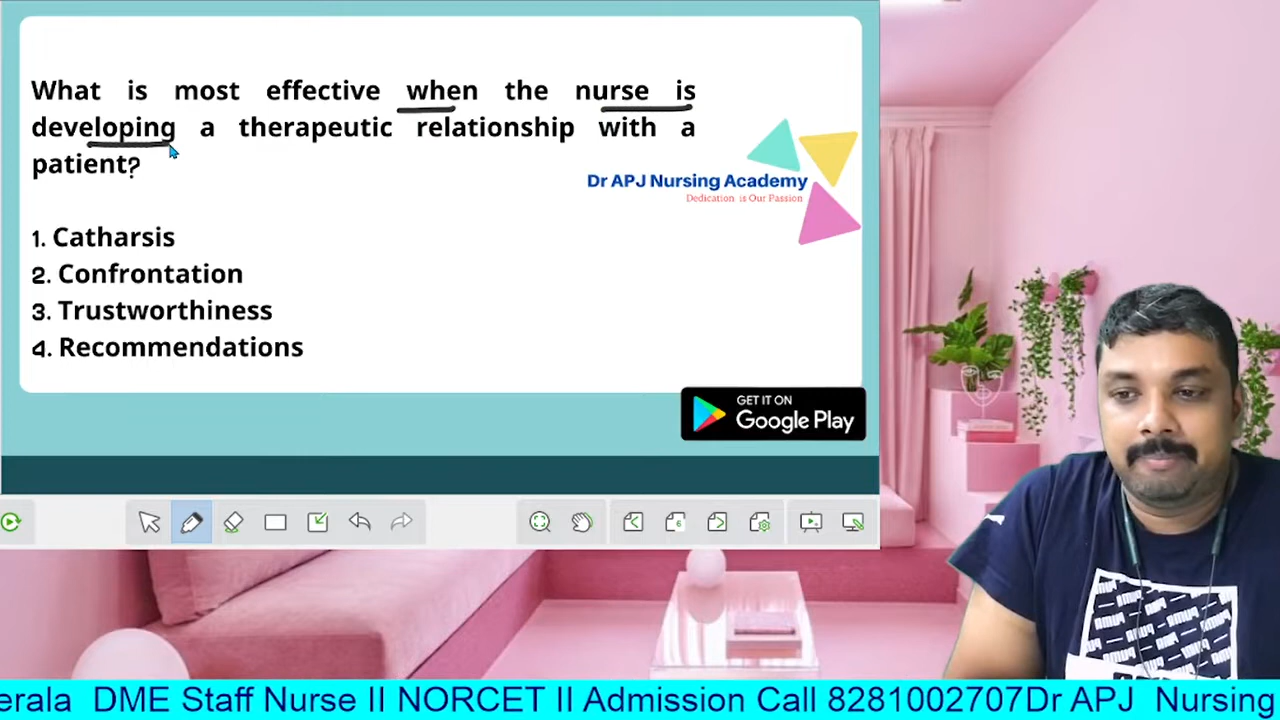 What is most effective when the nurse is
developing a therapeutic relationship with a
patient?
Dr APJ Nursing Academy
Dedication is Our Passion
1. Catharsis
2. Confrontation
3. Trustworthiness
4. Recommendations
GET IT ON
Google Play
6
PUMA
erala DME Staff Nurse II NORCET II Admission Call 8281002707Dr APJ Nursing